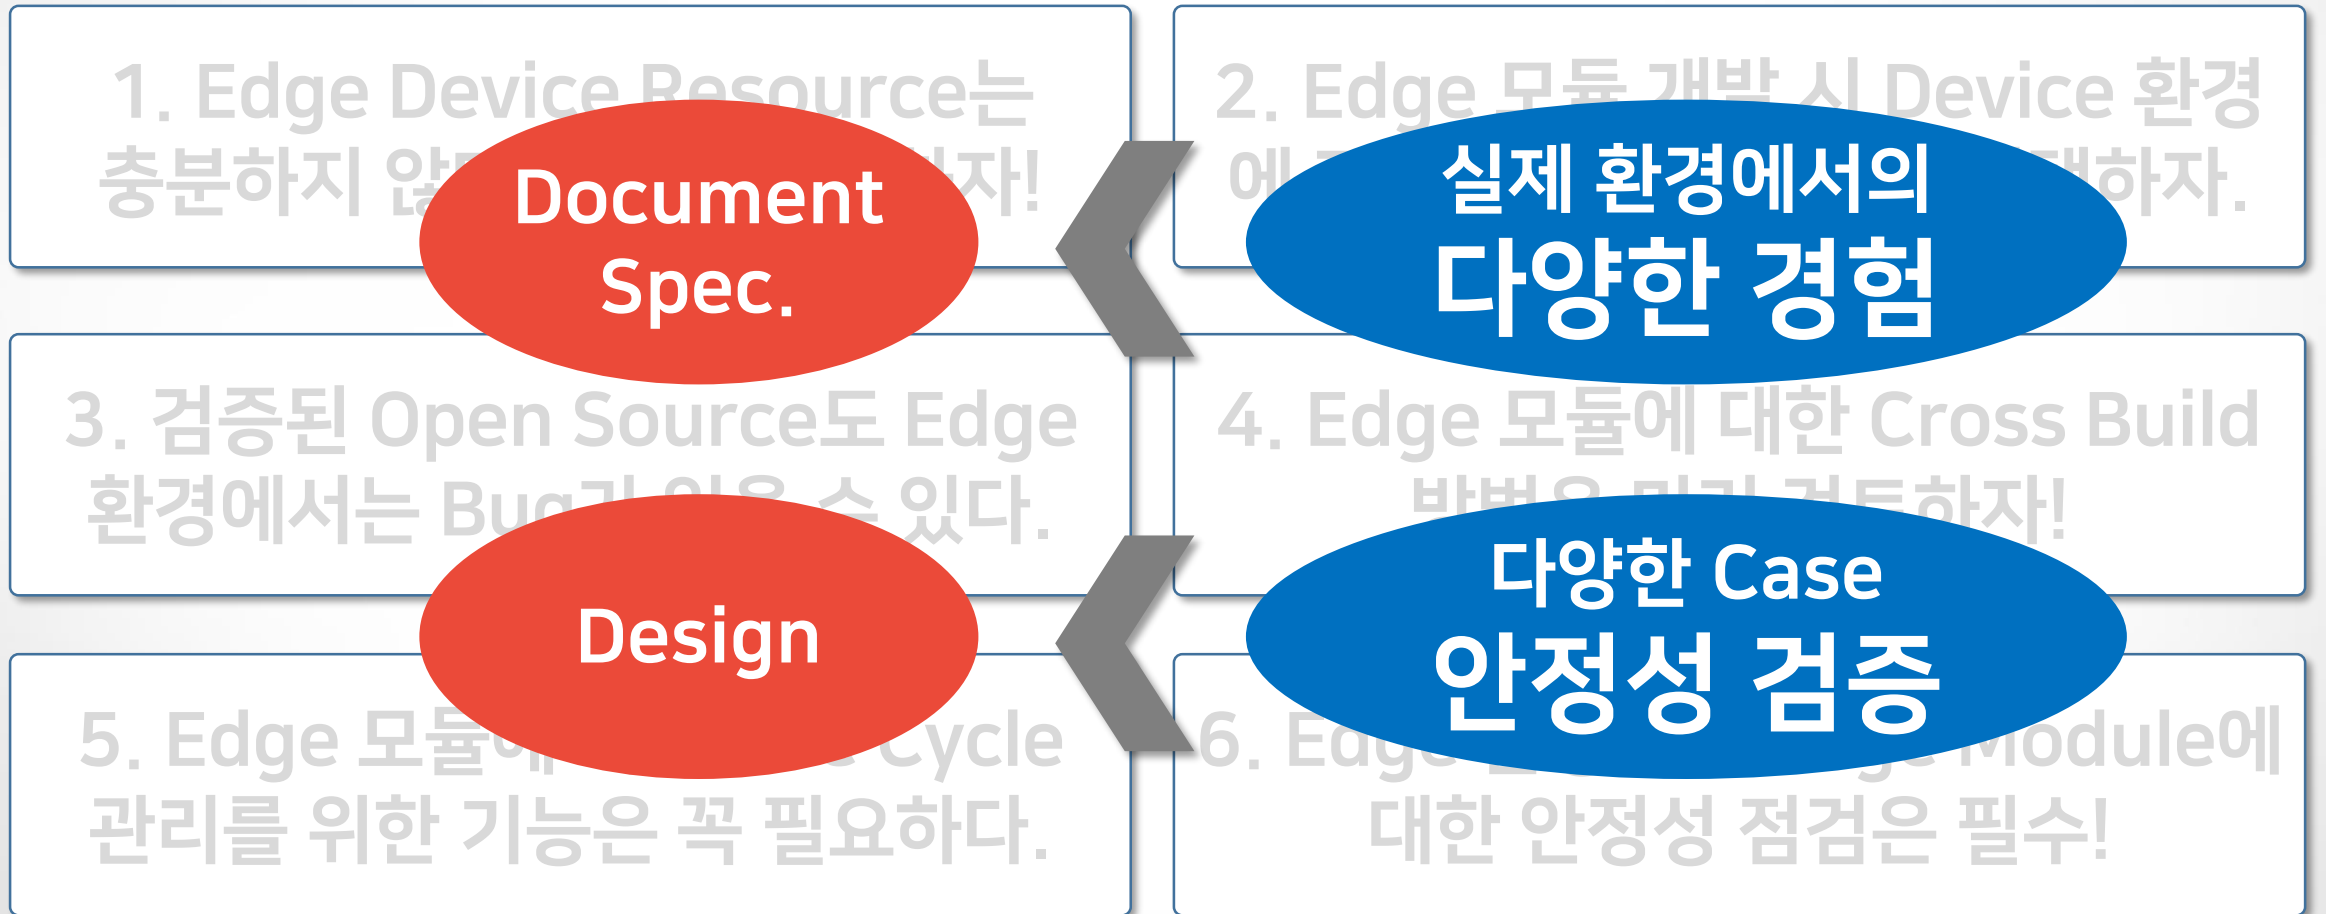 1. Edge Device Resource는
충분하지 자!
2. Edge 모듈 개발 시 Device 환경
에 하자.
Document
Spec.
실제 환경에서의
다양한 경험
3. 검증된 Open Source도 Edge
환경에서는 수 있다.
4. Edge 모듈에 대한 Cross Build
하자!
Design
다양한 Case
안정성 검증
5. Edge Cycle
관리를 위한 기능은 꼭 필요하다.
6. Module에
대한 안정성 점검은 필수!